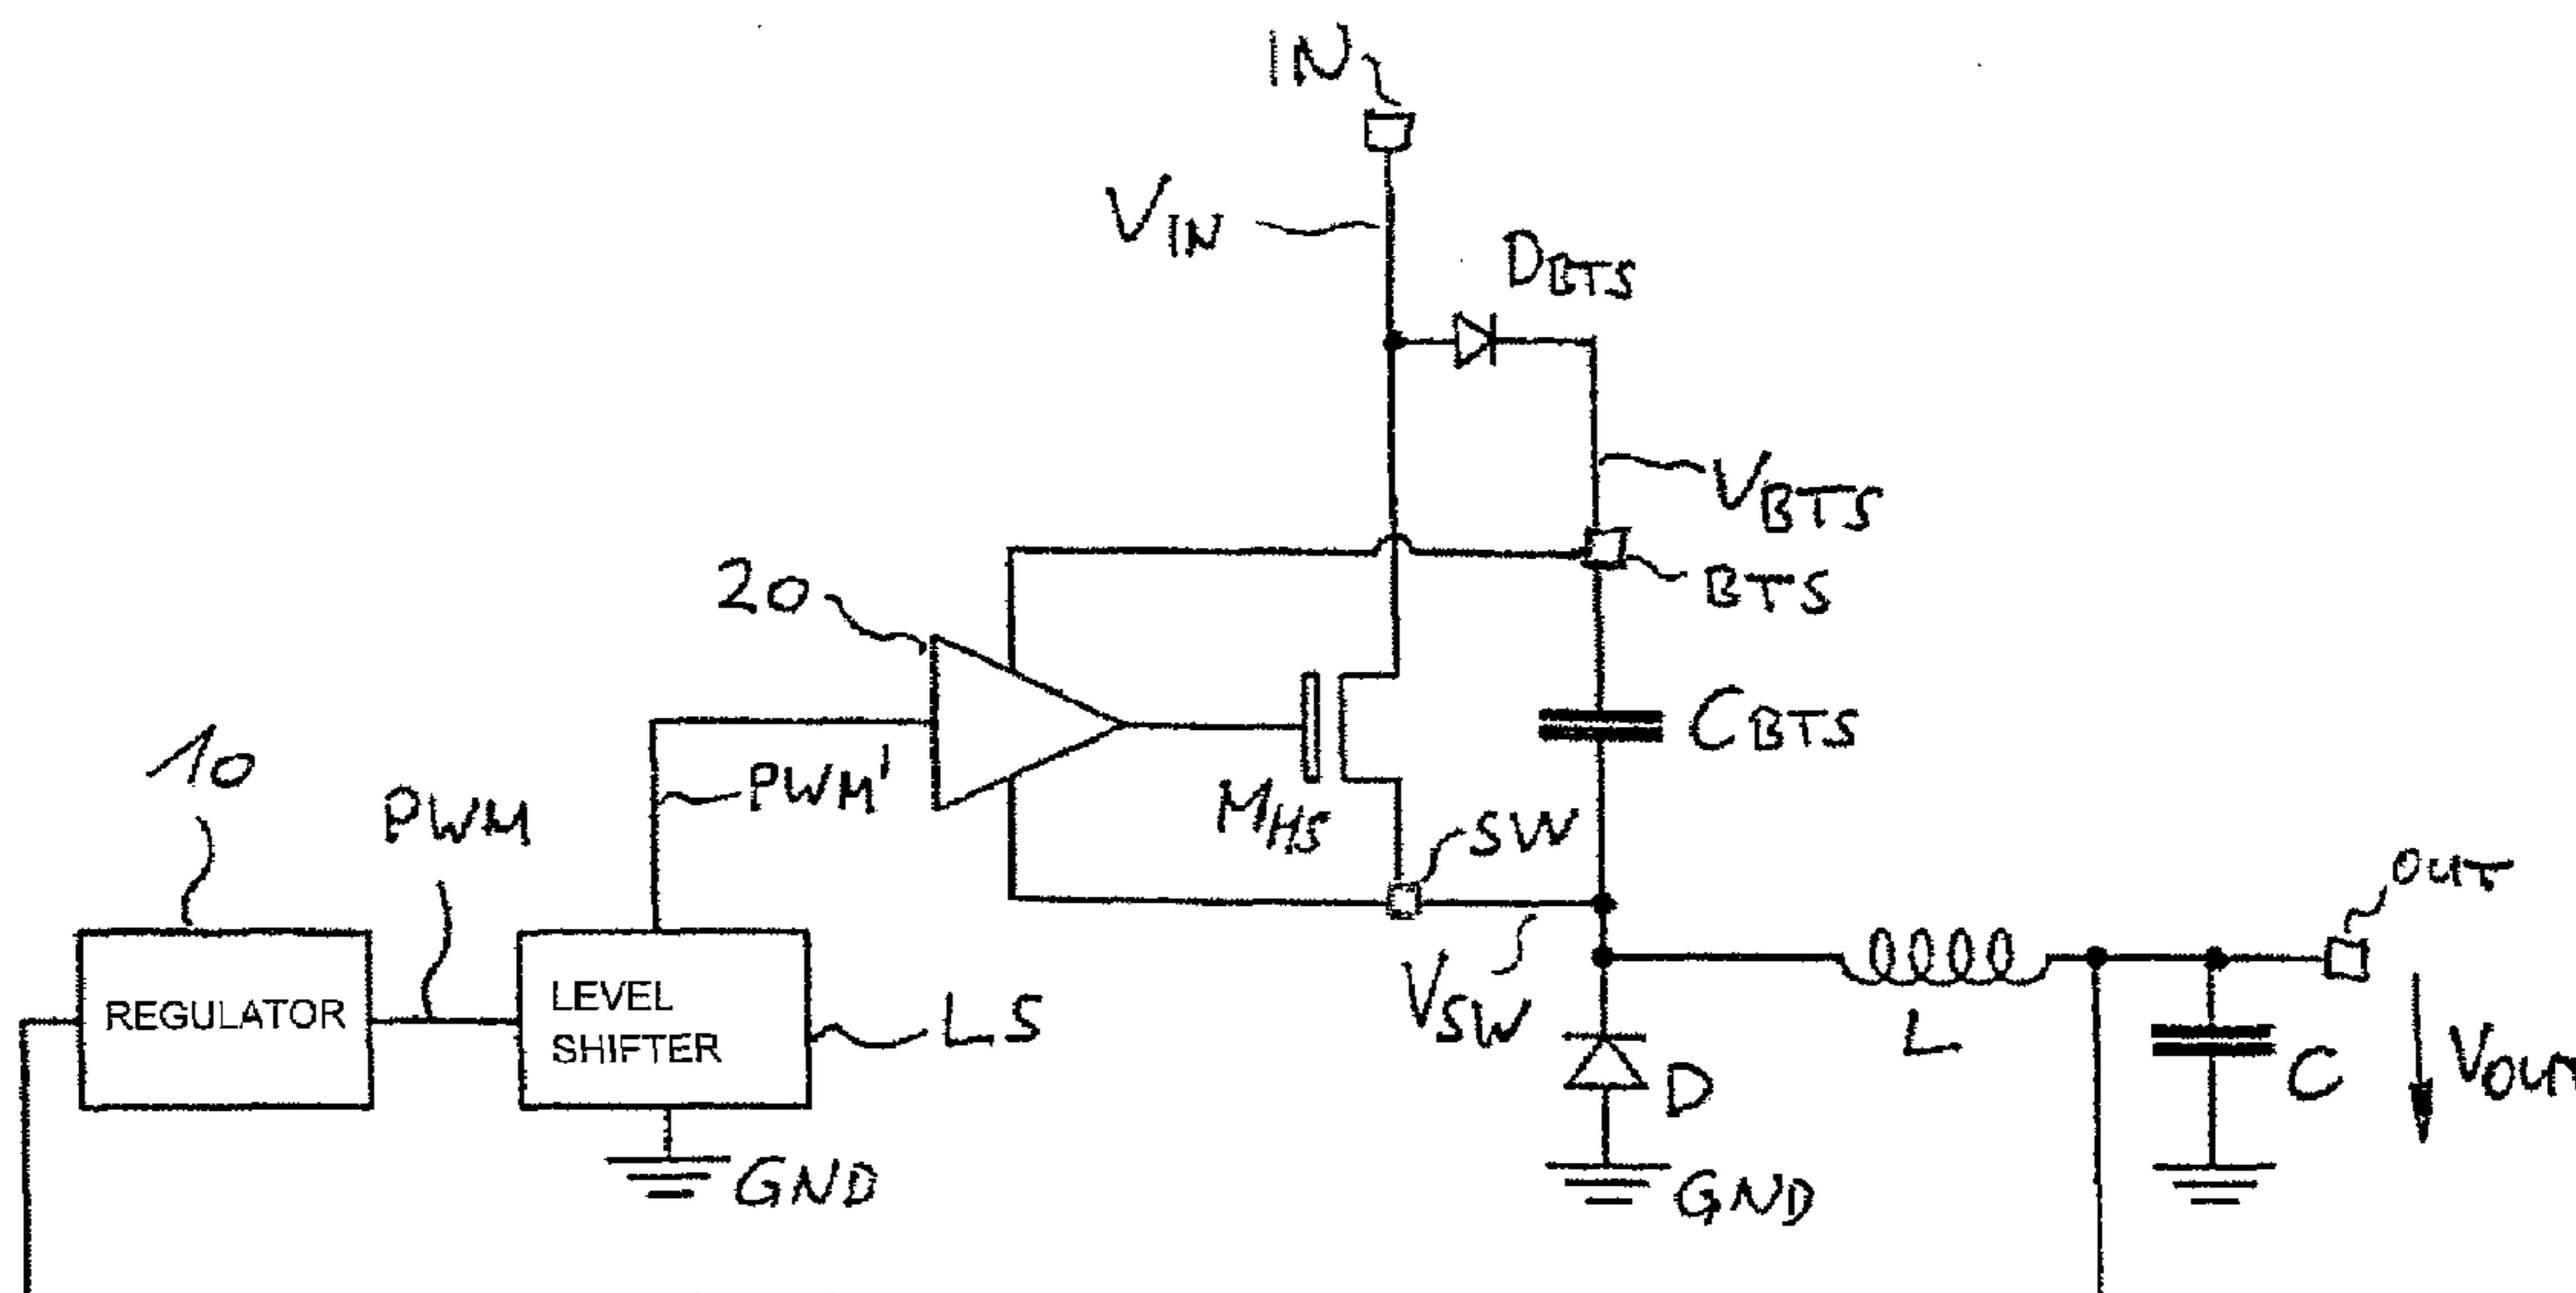 IN
VIN
DBTS
VBTS
BTS
20
CBTS
10
PWM
PWM'
MHS
SW
OUT
REGULATOR
LEVEL
SHIFTER
LS
VSW
L
D
C
VOUT
GND
GND